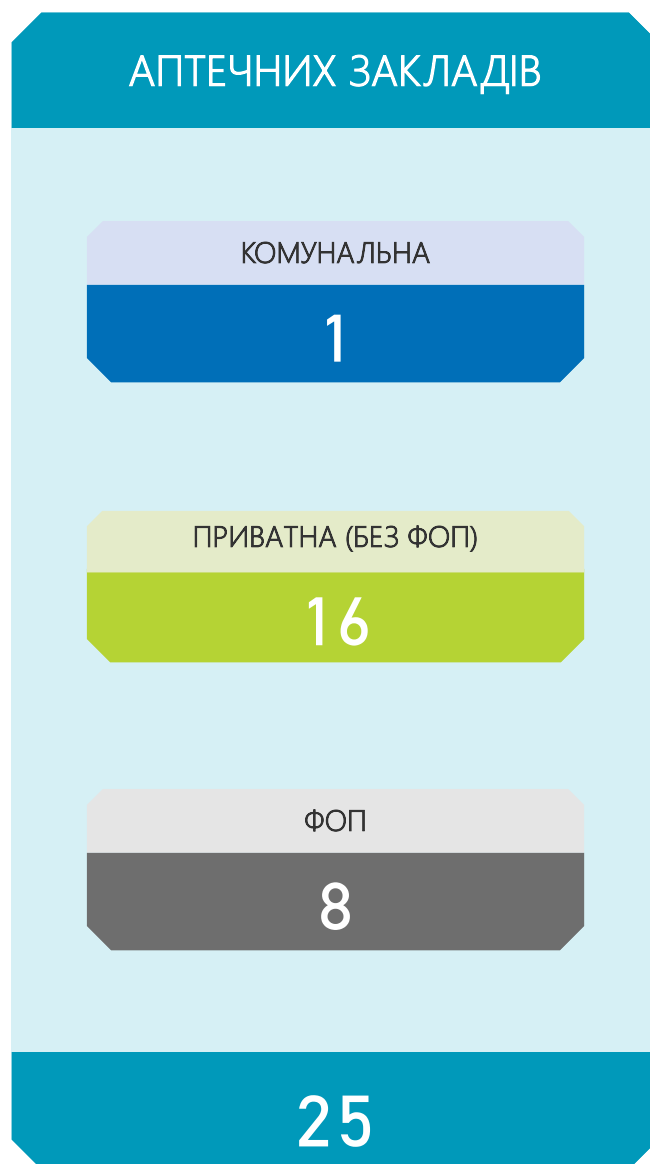 АПТЕЧНИХ ЗАКЛАДІВ
КОМУНАЛЬНА
1
ПРИВАТНА (БЕЗ ФОП)
16
ФОП
8
25